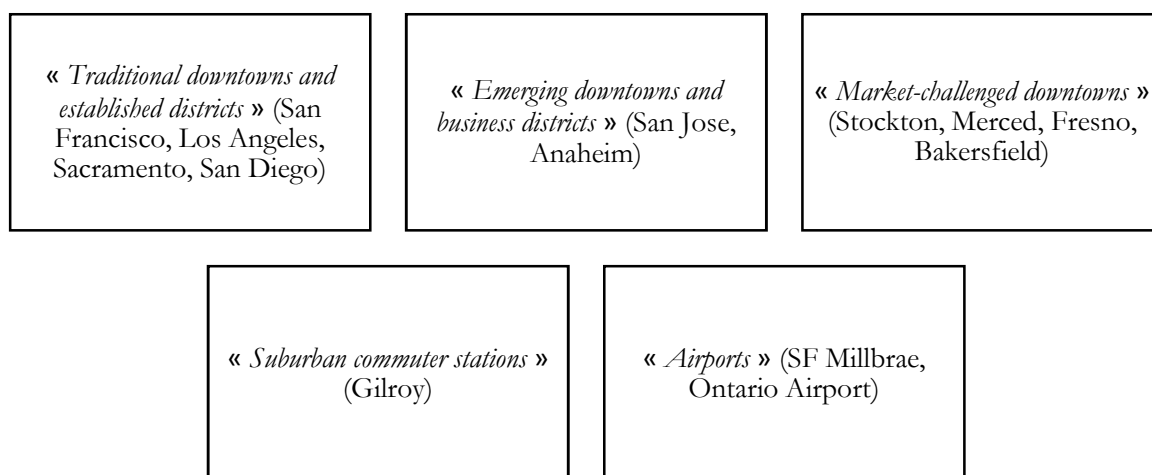 « Traditional downtowns and
established districts » (San
Francisco, Los Angeles,
Sacramento, San Diego)
« Emerging downtowns and
business districts » (San Jose,
Anaheim)
« Market-challenged downtowns »
(Stockton, Merced, Fresno,
Bakersfield)
« Suburban commuter stations »
(Gilroy)
« Airports » (SF Millbrae,
Ontario Airport)